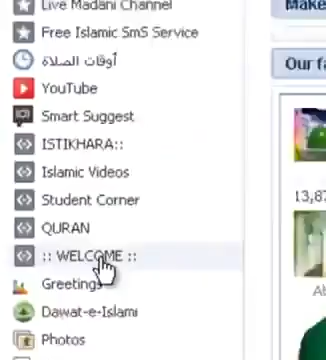 Live Madani Channel
Free Islamic SmS Service
أوقات الصلاة
YouTube
Smart Suggest
ISTIKHARA::
Islamic Videos
Student Corner
QURAN
:: WELCOME ::
Greetings
Dawat-e-Islami
Photos
Make
Our fa
13,87